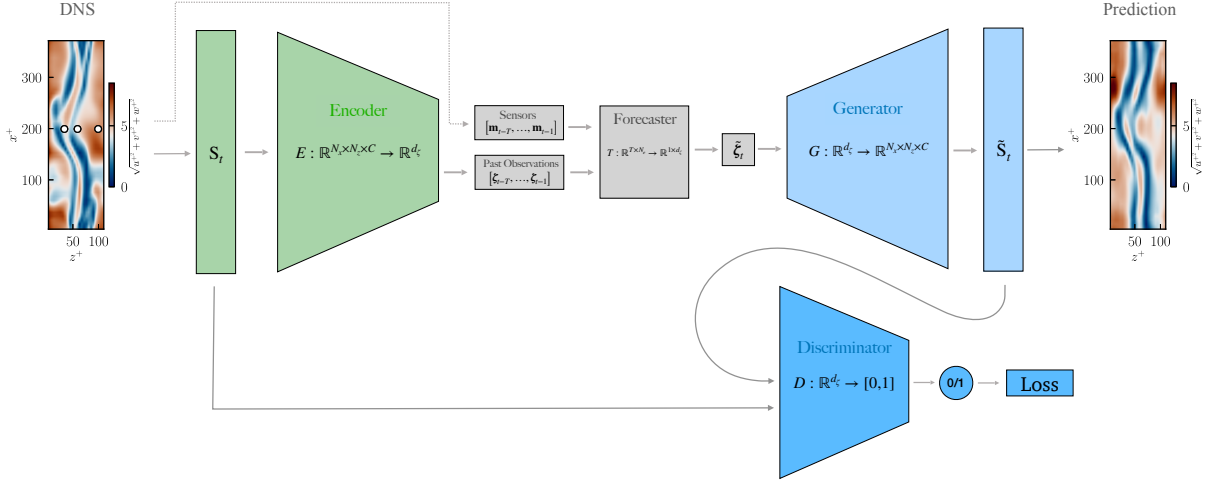 DNS
Prediction
300
200
100
x⁺
50 100
z⁺
5
0
√u⁺² + v⁺² + w⁺²
S_t
Encoder
E : ℝ^{N_x×N_z×C} → ℝ^{d_ζ}
Sensors
[m_{t−T}, …, m_{t−1}]
Past Observations
[ζ_{t−T}, …, ζ_{t−1}]
Forecaster
T : ℝ^{T×N_c} → ℝ^{1×d_ζ}
ζ̃_t
Generator
G : ℝ^{d_ζ} → ℝ^{N_x×N_z×C}
S̃_t
300
200
100
x⁺
50 100
z⁺
5
0
√u⁺² + v⁺² + w⁺²
Discriminator
D : ℝ^{d_ζ} → [0,1]
0/1
Loss